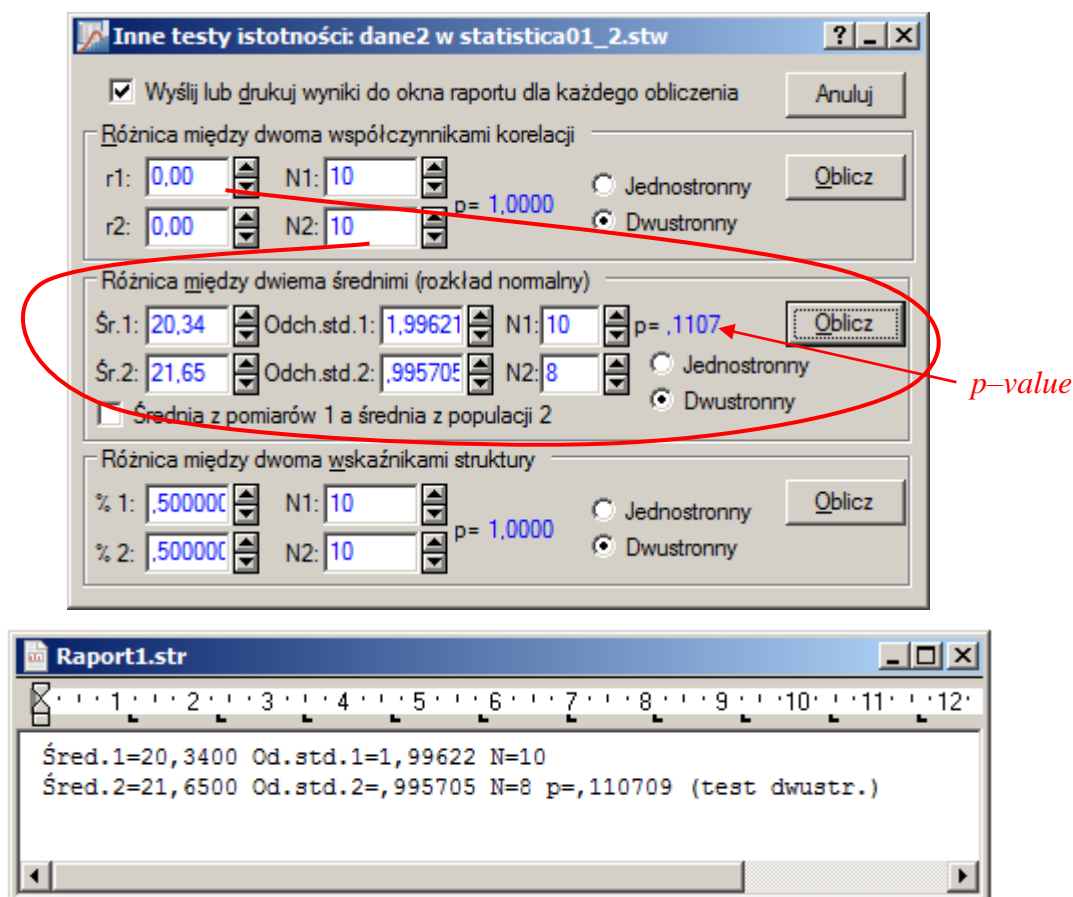 Inne testy istotności: dane2 w statistica01_2.stw
Wyślij lub drukuj wyniki do okna raportu dla każdego obliczenia Anuluj
Różnica między dwoma współczynnikami korelacji
r1: 0,00 N1: 10 Jednostronny Oblicz
p= 1,0000
r2: 0,00 N2: 10 Dwustronny
Różnica między dwiema średnimi (rozkład normalny)
Śr.1: 20,34 Odch.std.1: 1,99621 N1: 10 p= ,1107 Oblicz
Śr.2: 21,65 Odch.std.2: ,995705 N2: 8 Jednostronny
p–value
Dwustronny
Średnia z pomiarów 1 a średnia z populacji 2
Różnica między dwoma wskaźnikami struktury
% 1: ,500000 N1: 10 Jednostronny Oblicz
p= 1,0000
% 2: ,500000 N2: 10 Dwustronny
Raport1.str
1 2 3 4 5 6 7 8 9 10 11 12
Śred.1=20,3400 Od.std.1=1,99622 N=10
Śred.2=21,6500 Od.std.2=,995705 N=8 p=,110709 (test dwustr.)